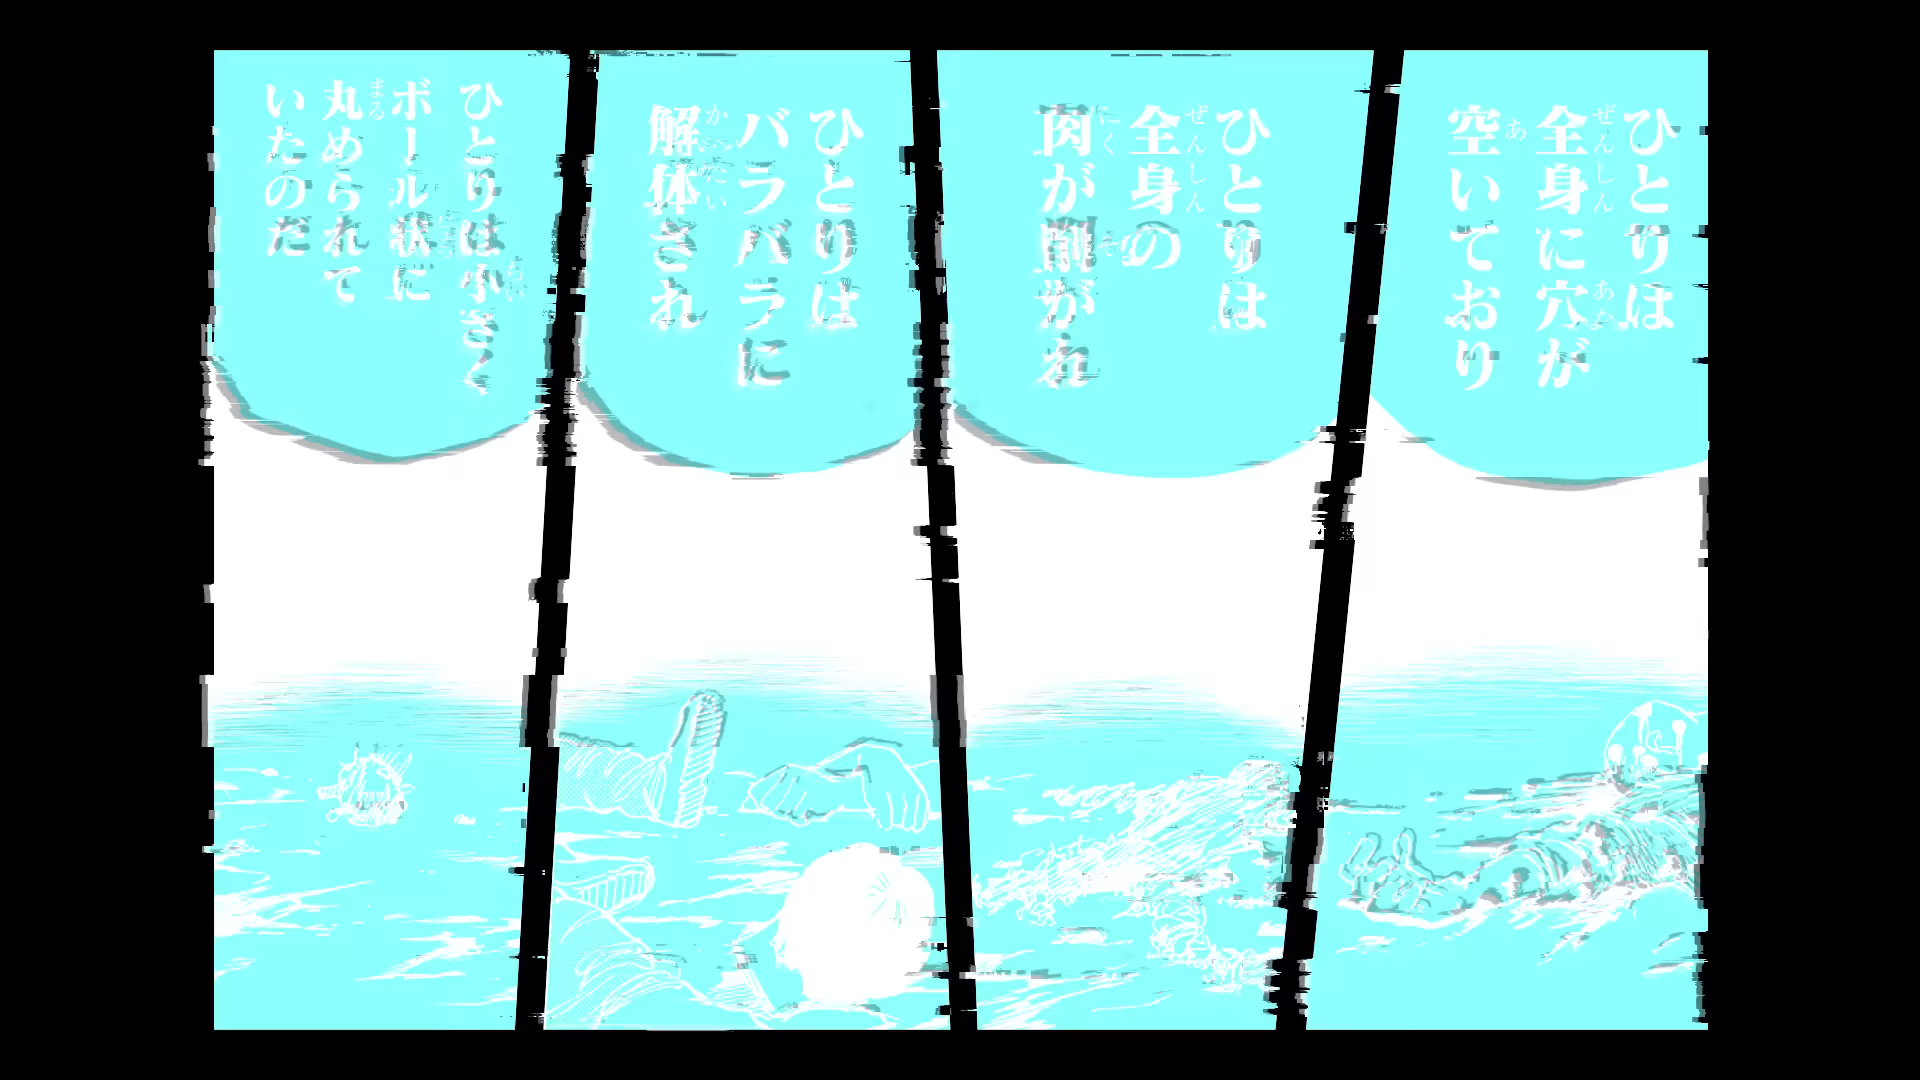 ひとりは
全身に穴が
空いており
ひとりは
全身の
肉が削がれ
ひとりは
バラバラに
解体され
ひとりは小さく
ボール状に
丸められて
いたのだ